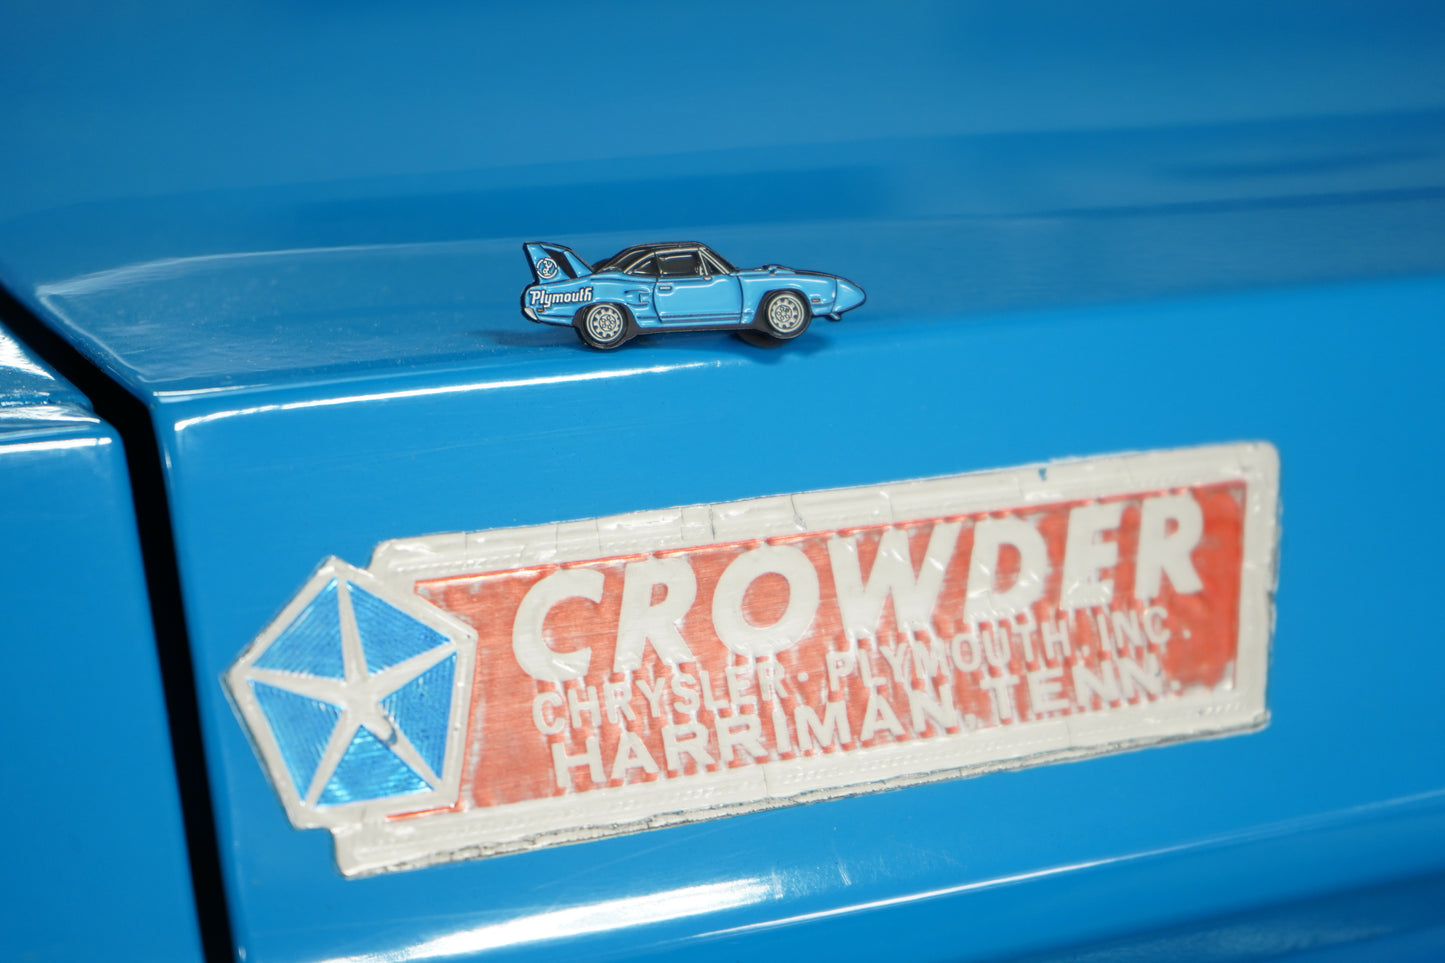 Plymouth
CROWDER
CHRYSLER-PLYMOUTH, INC.
HARRIMAN, TENN.